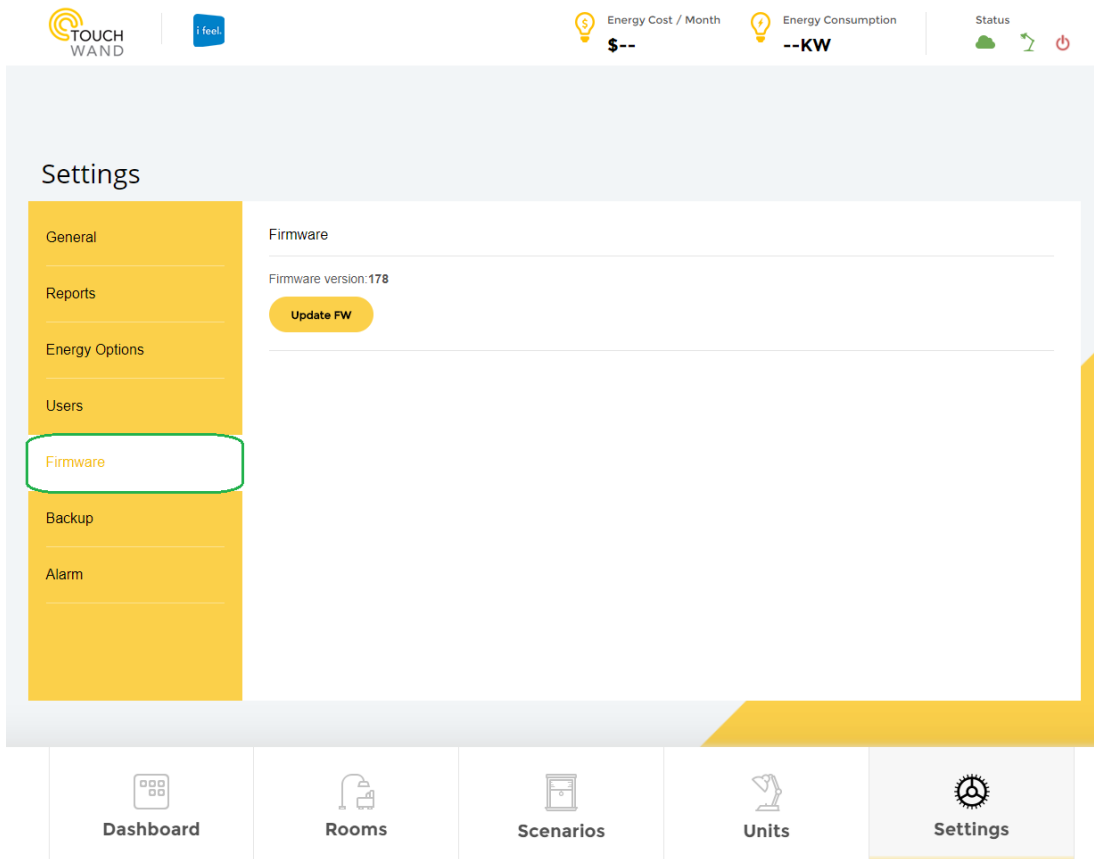 TOUCH
WAND
i feel.
Energy Cost / Month
$--
Energy Consumption
--KW
Status
Settings
General
Reports
Energy Options
Users
Firmware
Backup
Alarm
Firmware
Firmware version:178
Update FW
Dashboard
Rooms
Scenarios
Units
Settings